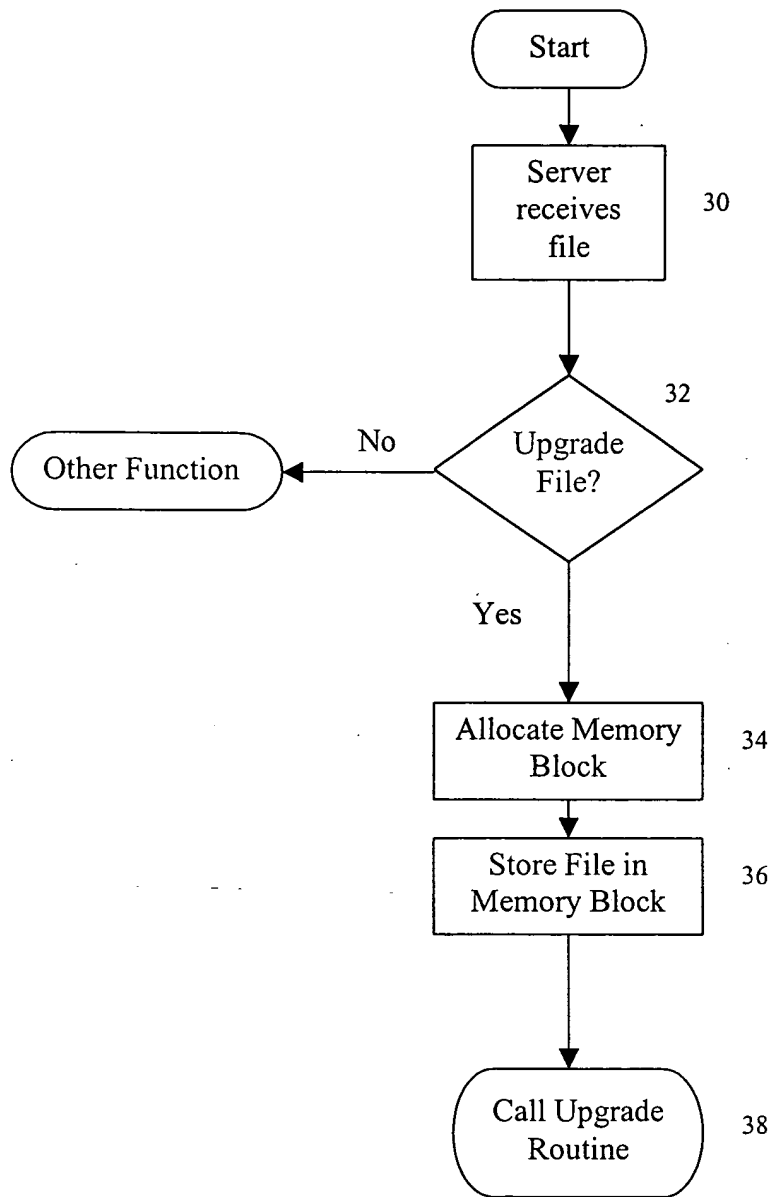 Start
Server
receives
file
30
32
Upgrade
File?
No
Other Function
Yes
Allocate Memory
Block
34
Store File in
Memory Block
36
Call Upgrade
Routine
38